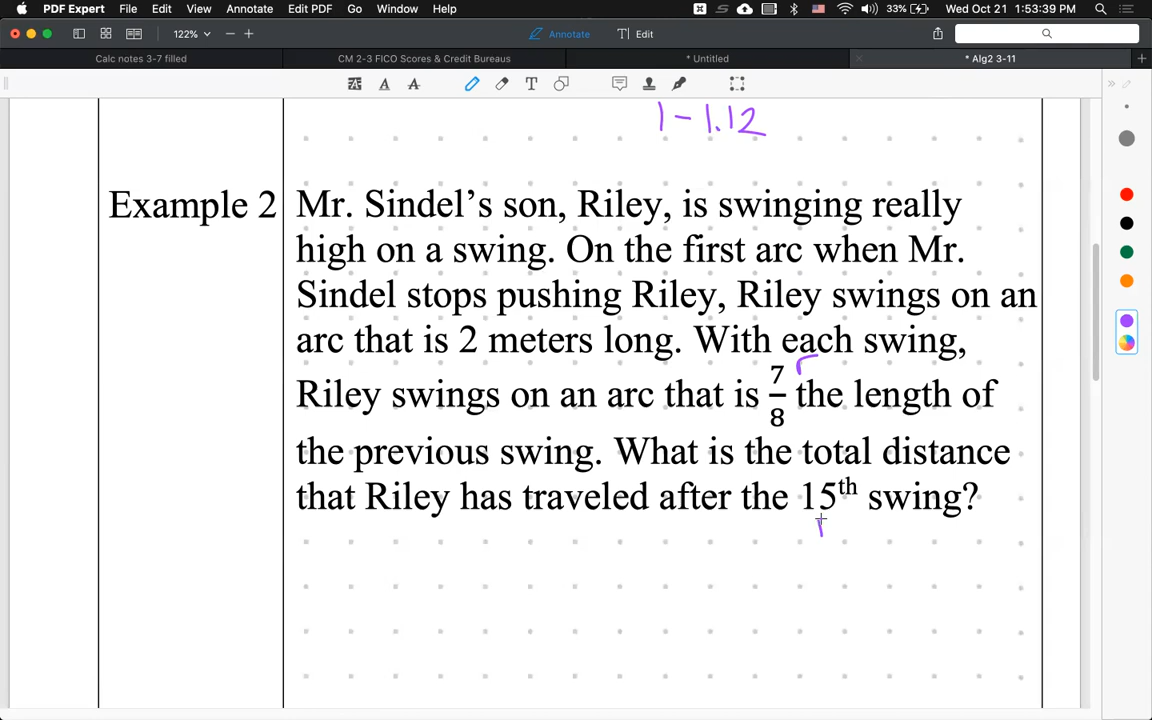 PDF Expert File Edit View Annotate Edit PDF Go Window Help 33% Wed Oct 21 1:53:39 PM
122% Annotate Edit
Calc notes 3-7 filled CM 2-3 FICO Scores & Credit Bureaus * Untitled * Alg2 3-11
A A A T
1 - 1.12
Example 2
Mr. Sindel’s son, Riley, is swinging really
high on a swing. On the first arc when Mr.
Sindel stops pushing Riley, Riley swings on an
arc that is 2 meters long. With each swing,
r
Riley swings on an arc that is 7/8 the length of
the previous swing. What is the total distance
that Riley has traveled after the 15th swing?